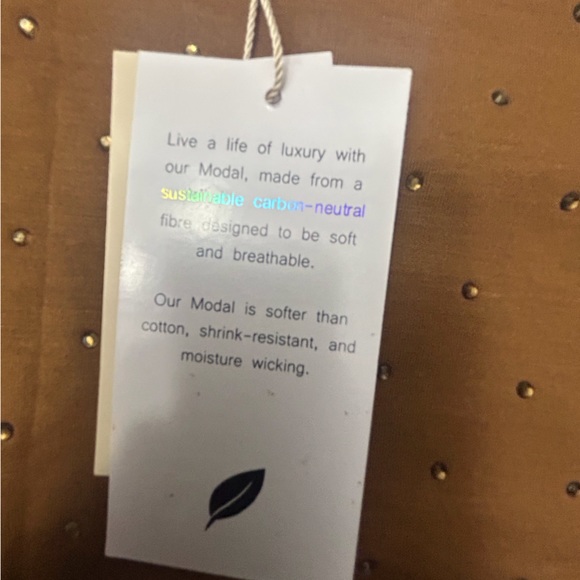 Live a life of luxury with
our Modal, made from a
sustainable carbon-neutral
fibre designed to be soft
and breathable.
Our Modal is softer than
cotton, shrink-resistant, and
moisture wicking.